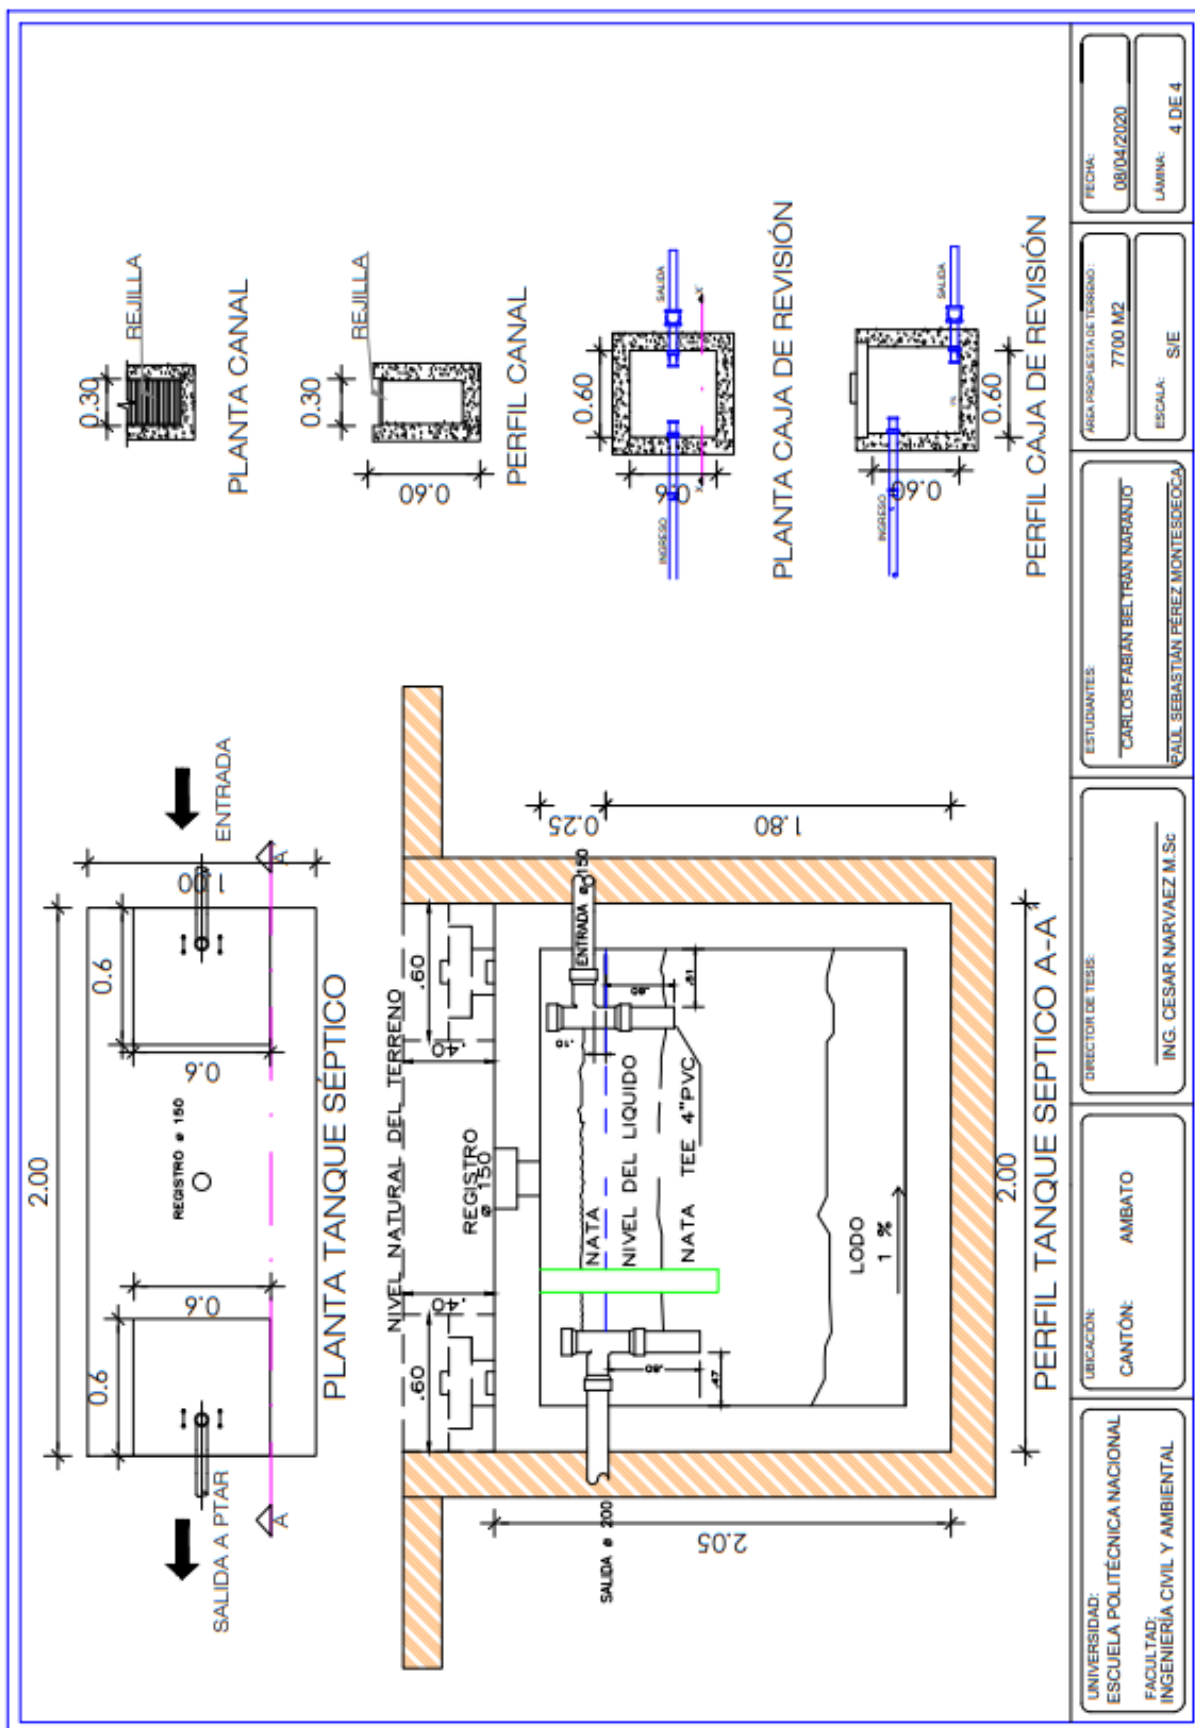 SALIDA A PTAR
ENTRADA
2.00
0.6
0.6
0.6
0.6
1.00
REGISTRO ø 150
A
A
PLANTA TANQUE SÉPTICO
NIVEL NATURAL DEL TERRENO
.60
.40
.60
.40
REGISTRO
ø 150
2.05
0.25
1.80
SALIDA ø 200
ENTRADA ø 150
NATA
NIVEL DEL LIQUIDO
NATA
TEE 4"PVC
.10
.47
LODO
1 %
2.00
PERFIL TANQUE SÉPTICO A-A
0.30
REJILLA
PLANTA CANAL
0.30
REJILLA
0.60
PERFIL CANAL
0.60
0.60
INGRESO
SALIDA
PLANTA CAJA DE REVISIÓN
INGRESO
SALIDA
0.60
0.60
PERFIL CAJA DE REVISIÓN
UNIVERSIDAD:
ESCUELA POLITÉCNICA NACIONAL
FACULTAD:
INGENIERÍA CIVIL Y AMBIENTAL
UBICACIÓN:
CANTÓN: AMBATO
DIRECTOR DE TESIS:
ING. CESAR NARVAEZ M.Sc
ESTUDIANTES:
CARLOS FABIÁN BELTRÁN NARANJO
PAUL SEBASTIÁN PÉREZ MONTESDEOCA
ÁREA PROPUESTA DE TERRENO:
7700 M2
ESCALA: S/E
FECHA:
08/04/2020
LÁMINA: 4 DE 4